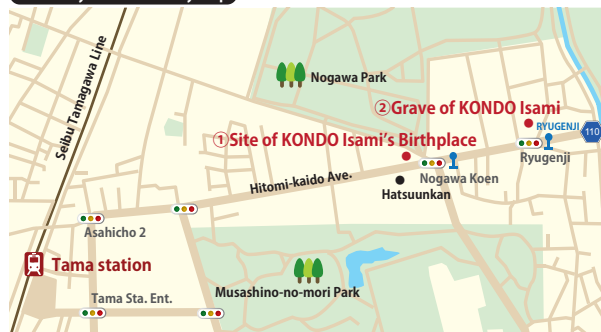 Seibu Tamagawa Line
Nogawa Park
②Grave of KONDO Isami
①Site of KONDO Isami's Birthplace
RYUGENJI
110
Ryugenji
Nogawa Koen
Hitomi-kaido Ave.
Hatsuunkan
Asahicho 2
Tama station
Musashino-no-mori Park
Tama Sta. Ent.